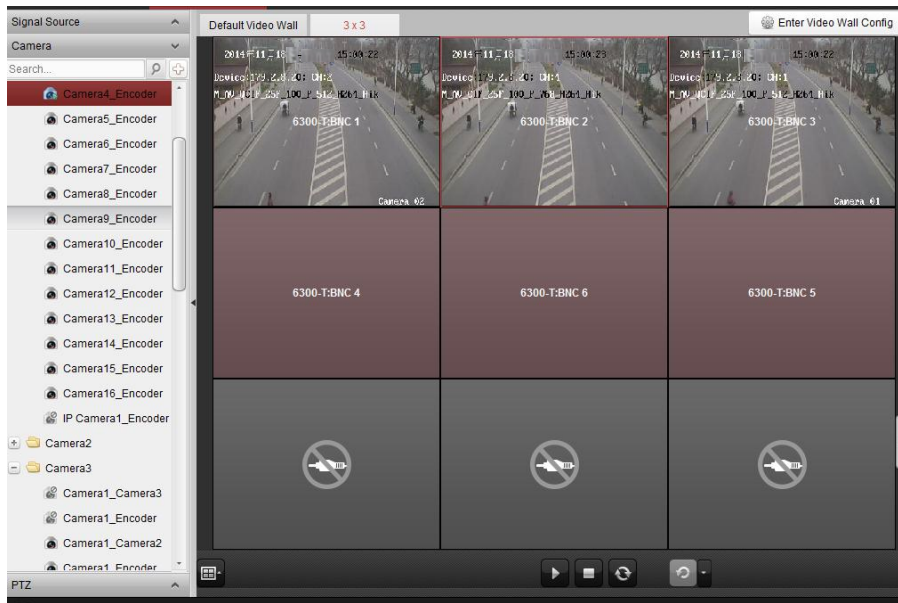 Signal Source
Camera
Search...
Camera4_Encoder
Camera5_Encoder
Camera6_Encoder
Camera7_Encoder
Camera8_Encoder
Camera9_Encoder
Camera10_Encoder
Camera11_Encoder
Camera12_Encoder
Camera13_Encoder
Camera14_Encoder
Camera15_Encoder
Camera16_Encoder
IP Camera1_Encoder
Camera2
Camera3
Camera1_Camera3
Camera1_Encoder
Camera1_Camera2
Camera1_Encoder
PTZ
Default Video Wall
3 x 3
Enter Video Wall Config
15:00:22
6300-T:BNC 1
Camera 02
15:00:23
6300-T:BNC 2
15:00:22
6300-T:BNC 3
Camera 01
6300-T:BNC 4
6300-T:BNC 6
6300-T:BNC 5